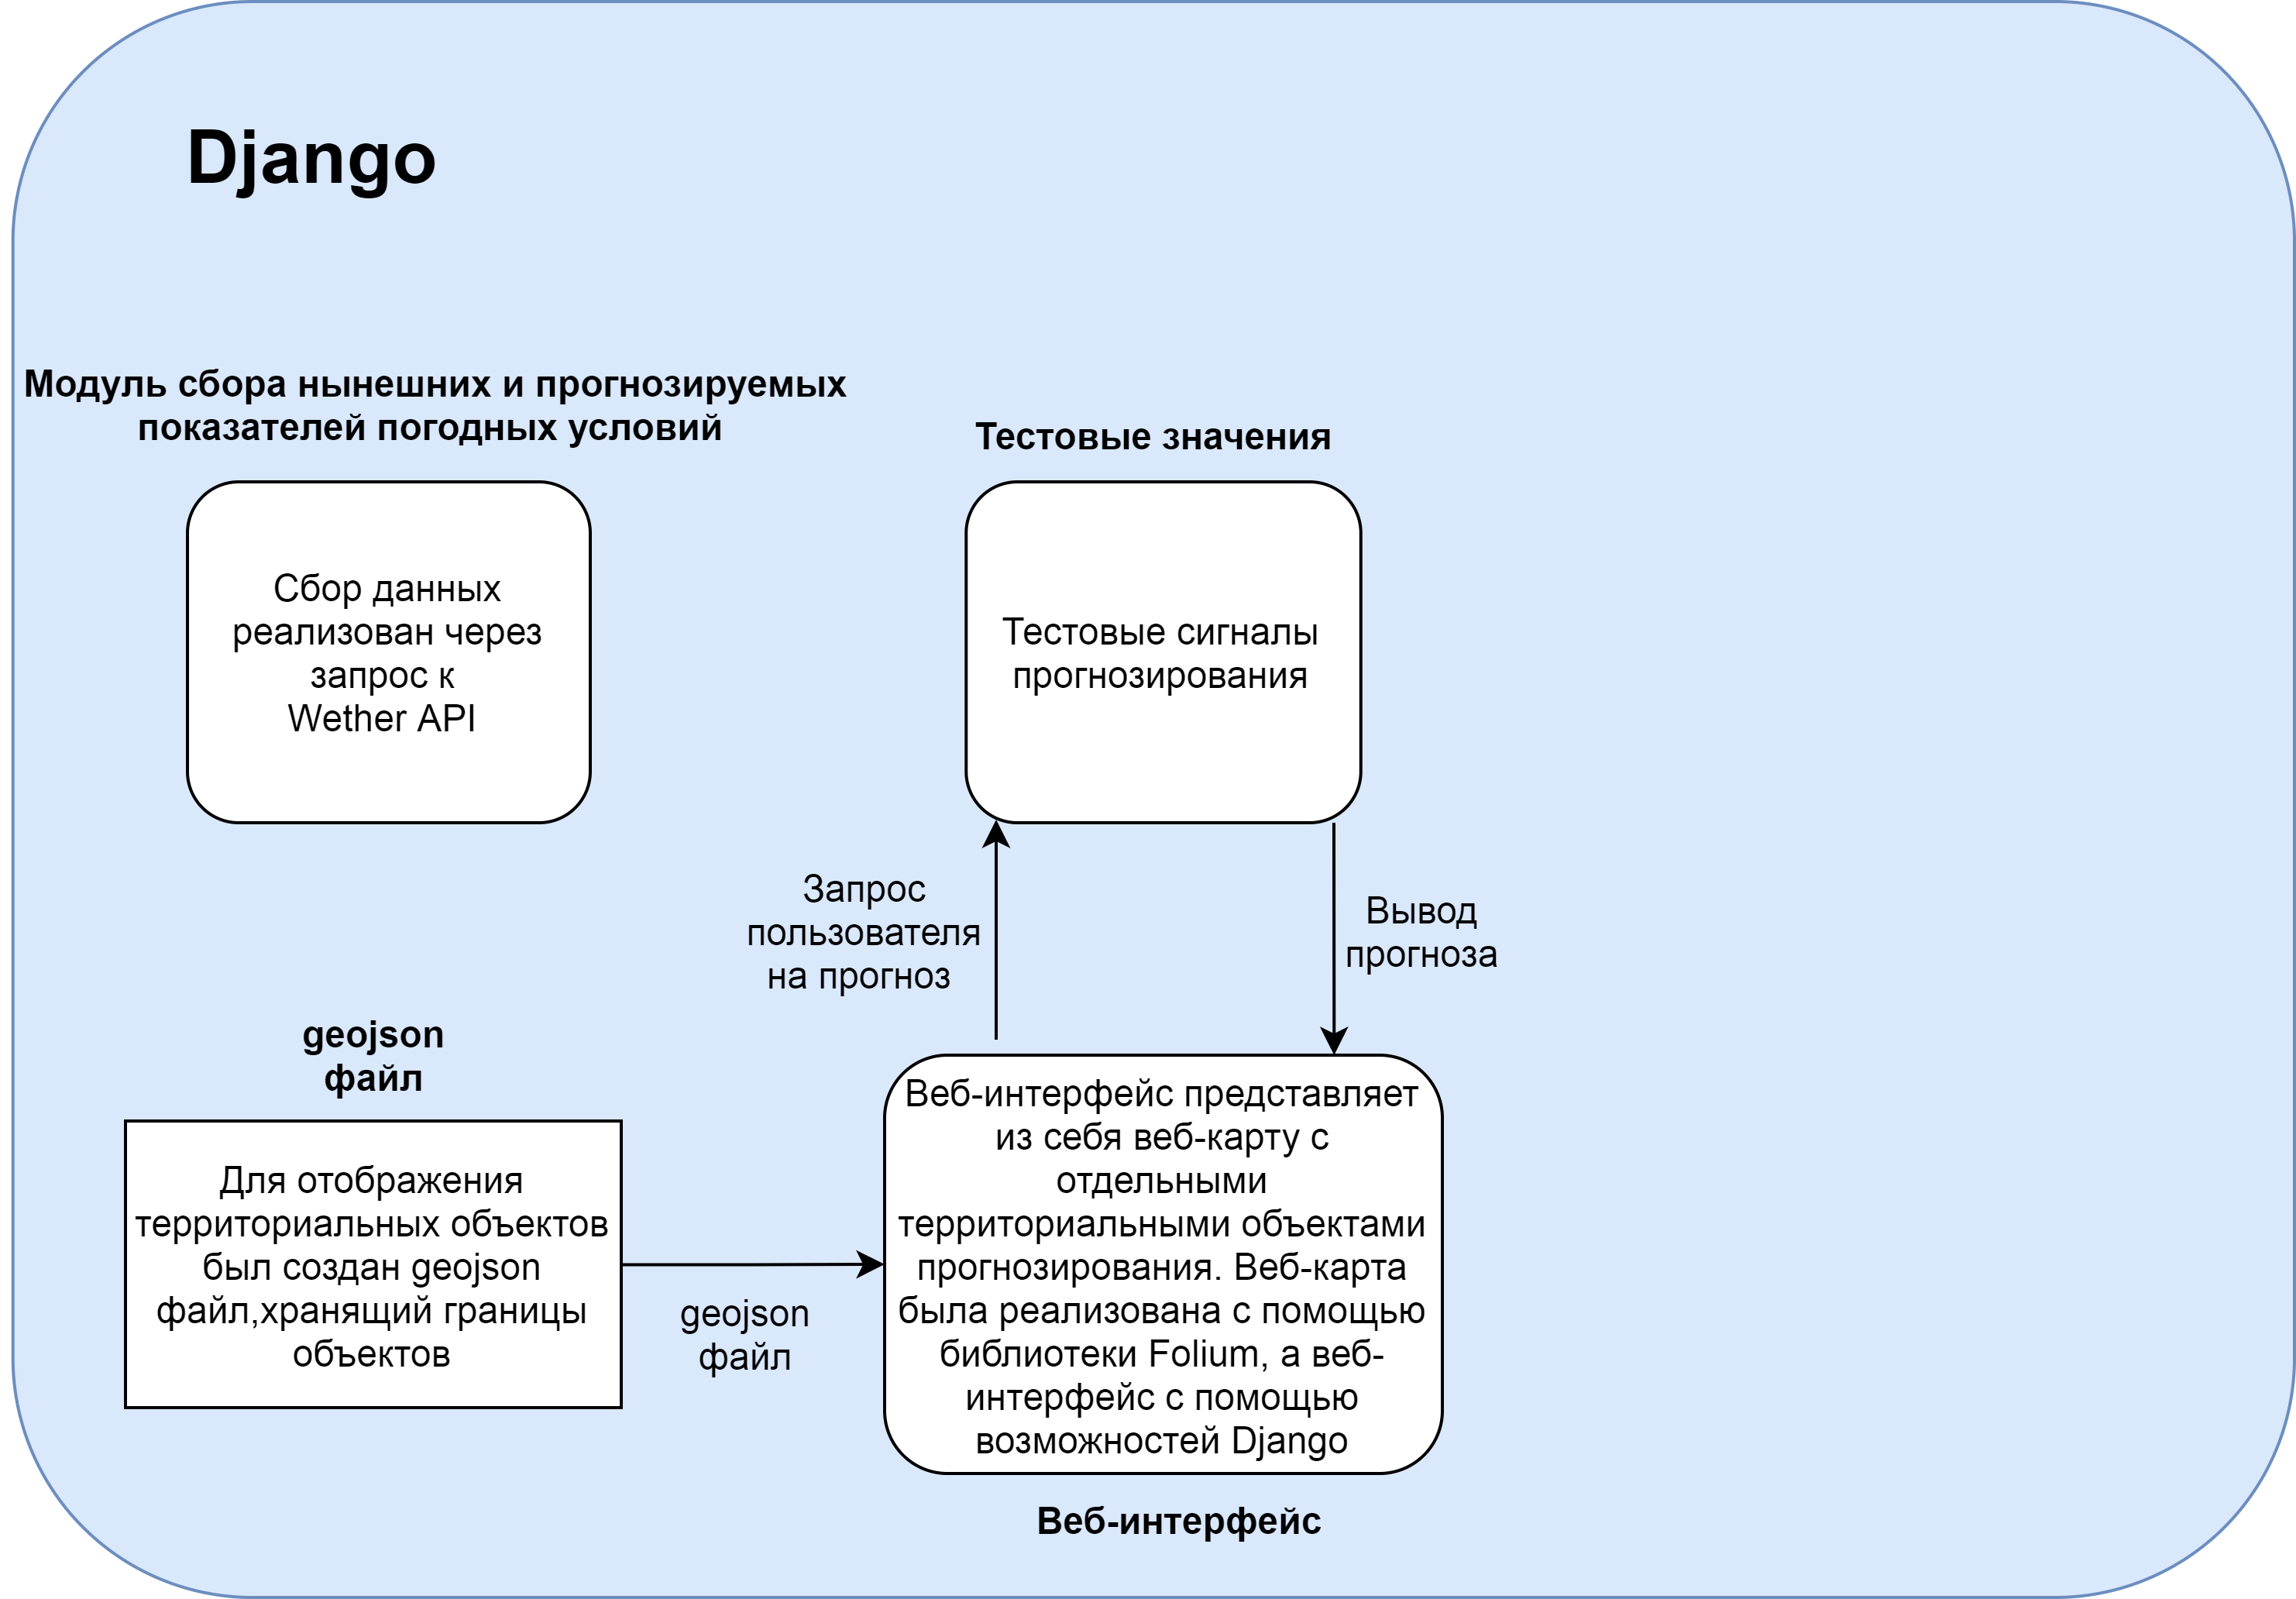 Django
Модуль сбора нынешних и прогнозируемых
показателей погодных условий
Тестовые значения
Сбор данных
реализован через
запрос к
Wether API
Тестовые сигналы
прогнозирования
Запрос
пользователя
на прогноз
Вывод
прогноза
geojson
файл
Для отображения
территориальных объектов
был создан geojson
файл,хранящий границы
объектов
geojson
файл
Веб-интерфейс представляет
из себя веб-карту с
отдельными
территориальными объектами
прогнозирования. Веб-карта
была реализована с помощью
библиотеки Folium, а веб-
интерфейс с помощью
возможностей Django
Веб-интерфейс